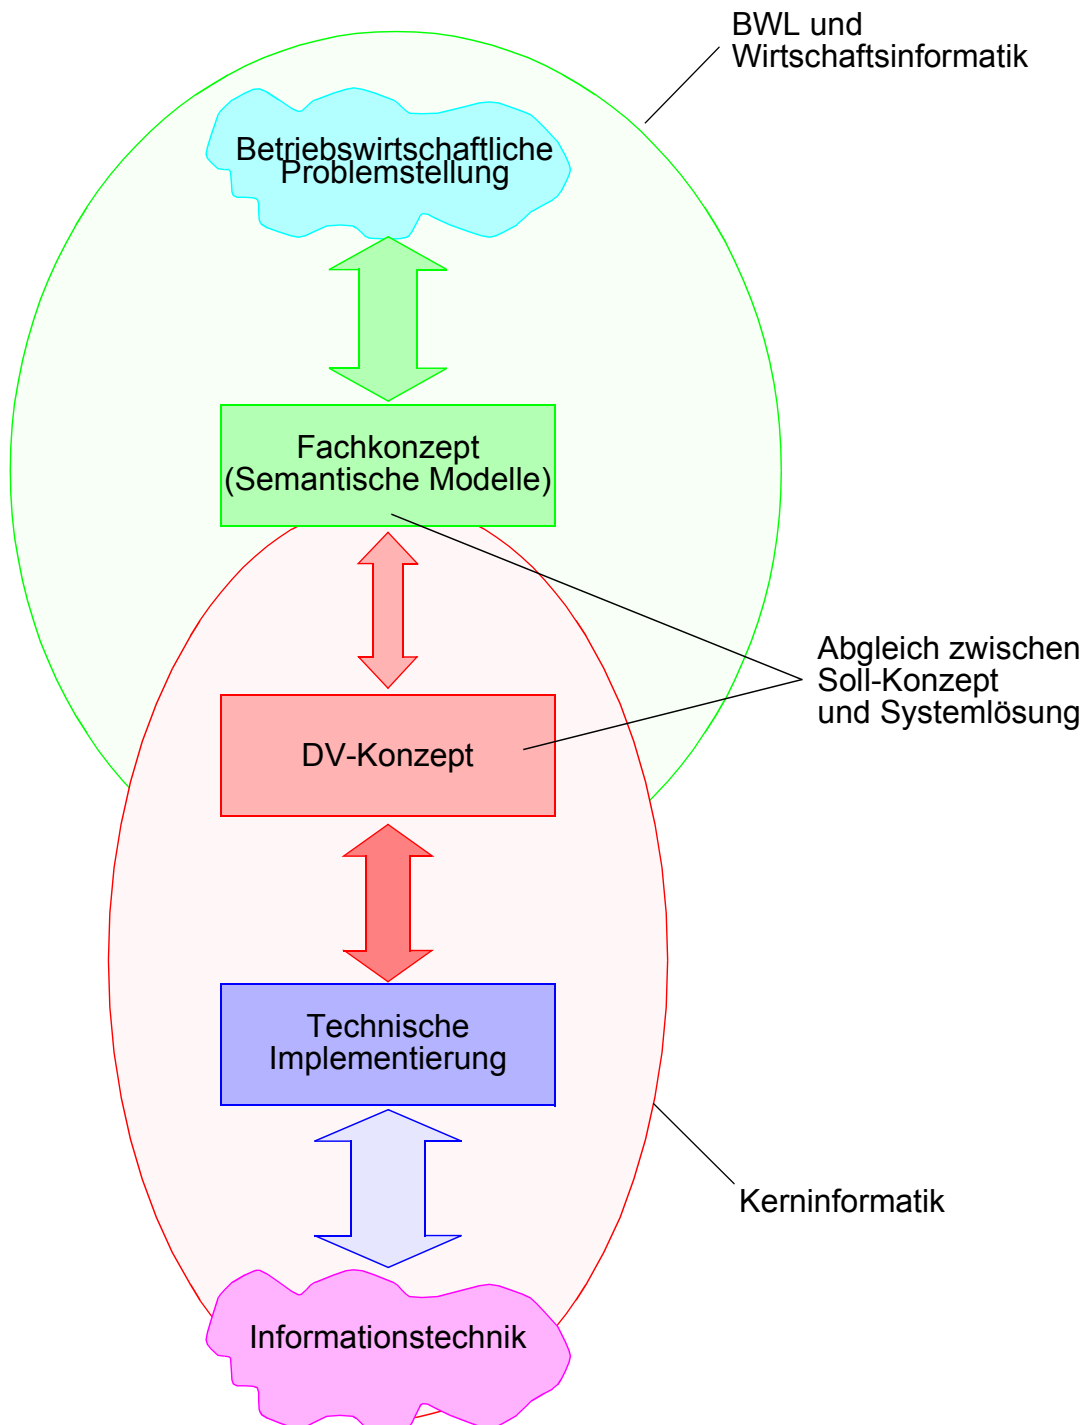 BWL und
Wirtschaftsinformatik
Betriebswirtschaftliche
Problemstellung
Fachkonzept
(Semantische Modelle)
Abgleich zwischen
Soll-Konzept
und Systemlösung
DV-Konzept
Technische
Implementierung
Kerninformatik
Informationstechnik